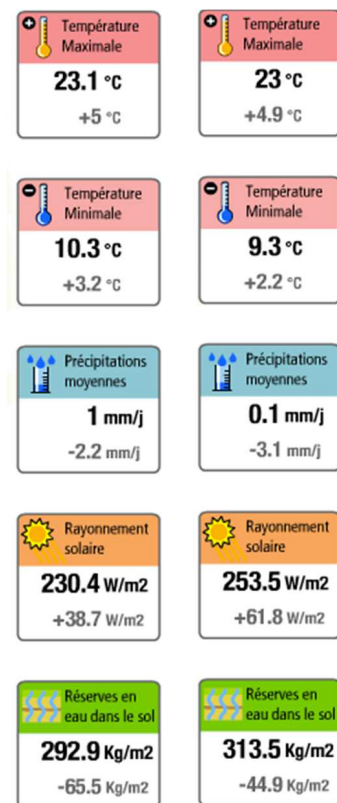 Température
Maximale
23.1 °C
+5 °C
Température
Maximale
23 °C
+4.9 °C
Température
Minimale
10.3 °C
+3.2 °C
Température
Minimale
9.3 °C
+2.2 °C
Précipitations
moyennes
1 mm/j
-2.2 mm/j
Précipitations
moyennes
0.1 mm/j
-3.1 mm/j
Rayonnement
solaire
230.4 W/m2
+38.7 W/m2
Rayonnement
solaire
253.5 W/m2
+61.8 W/m2
Réserves en
eau dans le sol
292.9 Kg/m2
-65.5 Kg/m2
Réserves en
eau dans le sol
313.5 Kg/m2
-44.9 Kg/m2